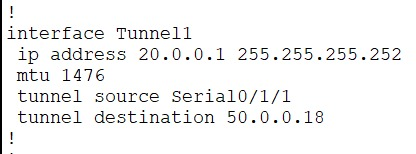 !
interface Tunnel1
 ip address 20.0.0.1 255.255.255.252
 mtu 1476
 tunnel source Serial0/1/1
 tunnel destination 50.0.0.18
!